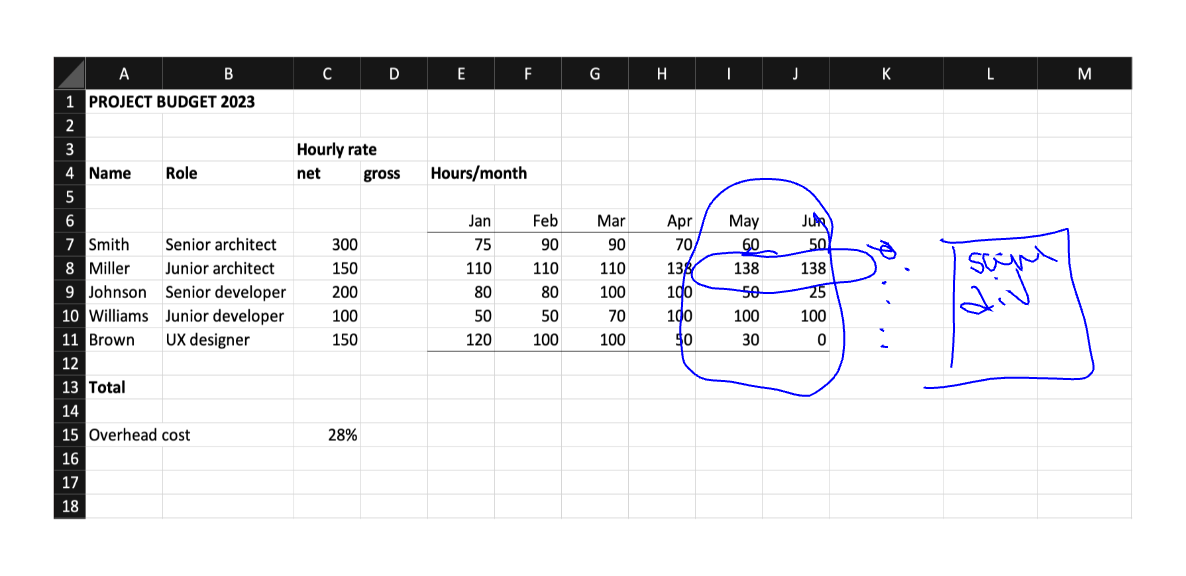 A B C D E F G H I J K L M
1 PROJECT BUDGET 2023
2
3 Hourly rate
4 Name Role net gross Hours/month
5
6 Jan Feb Mar Apr May Jun
7 Smith Senior architect 300 75 90 90 70 60 50
8 Miller Junior architect 150 110 110 110 138 138 138
9 Johnson Senior developer 200 80 80 100 100 50 25
10 Williams Junior developer 100 50 50 70 100 100 100
11 Brown UX designer 150 120 100 100 50 30 0
12
13 Total
14
15 Overhead cost 28%
16
17
18